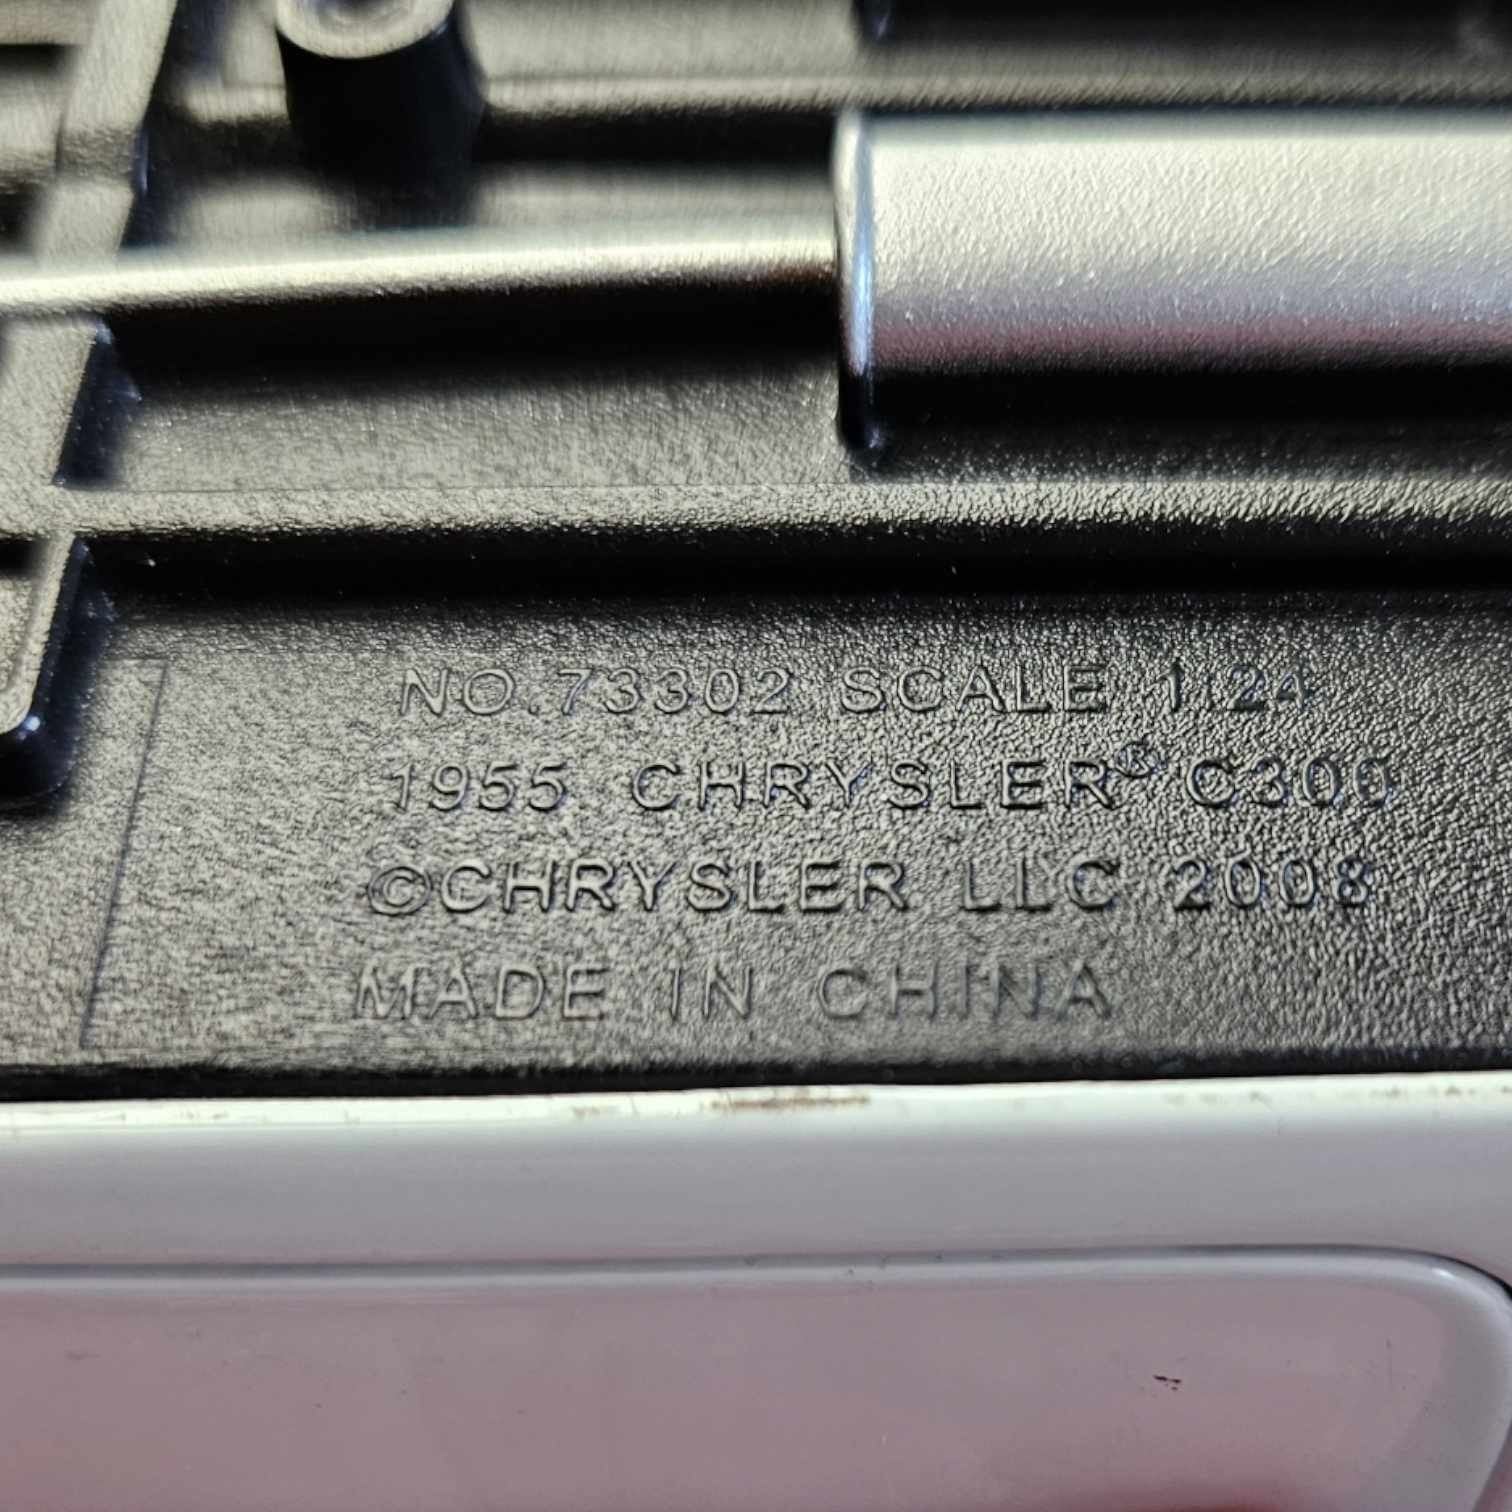 NO.73302 SCALE 1:24
1955 CHRYSLER® C300
©CHRYSLER LLC 2008
MADE IN CHINA